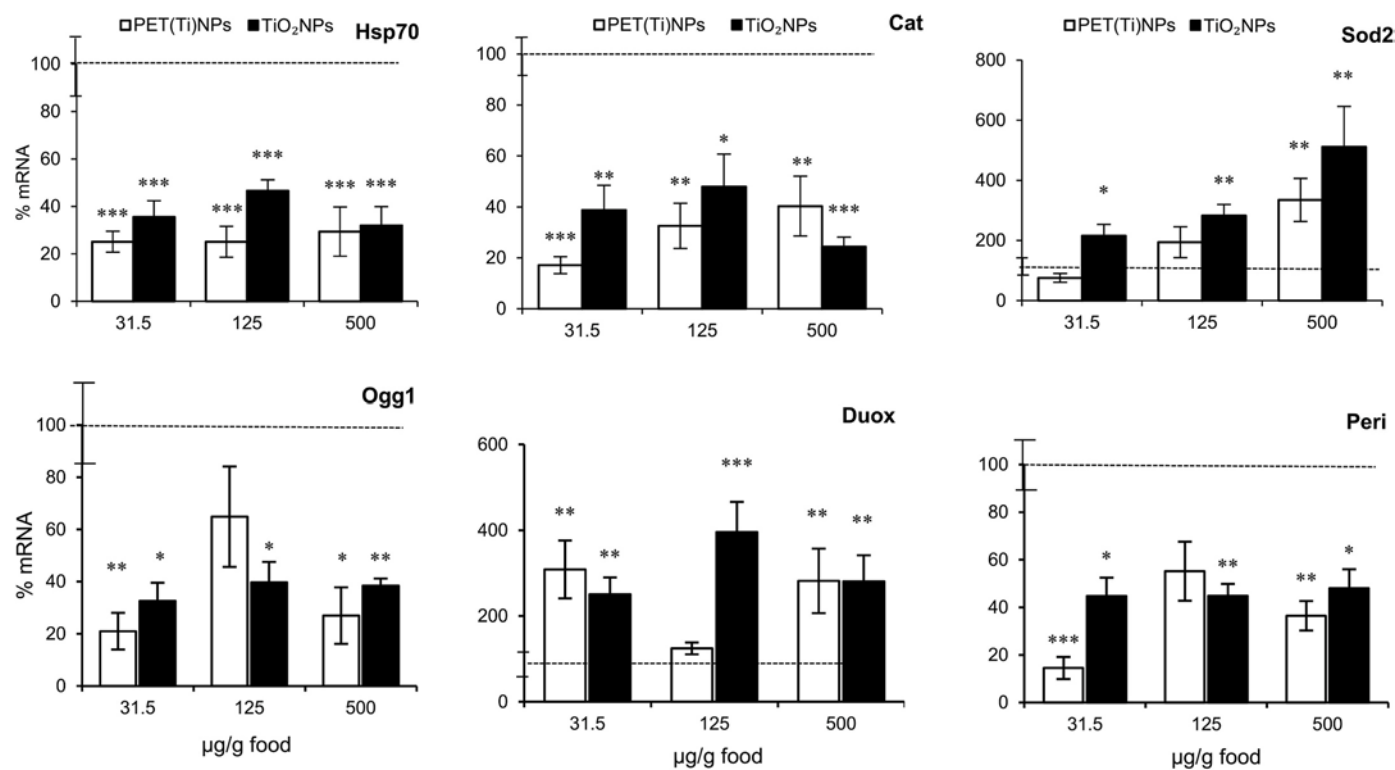 PET(Ti)NPs TiO₂NPs
Hsp70
100
80
60
40
20
0
% mRNA
*** *** *** *** *** ***
31.5 125 500
PET(Ti)NPs TiO₂NPs
Cat
100
80
60
40
20
0
*** ** ** * ** ***
31.5 125 500
PET(Ti)NPs TiO₂NPs
Sod2
800
600
400
200
0
* ** ** **
31.5 125 500
Ogg1
100
80
60
40
20
0
% mRNA
** * * * **
31.5 125 500
µg/g food
Duox
600
400
200
0
** ** *** ** **
31.5 125 500
µg/g food
Peri
100
80
60
40
20
0
*** * ** ** *
31.5 125 500
µg/g food